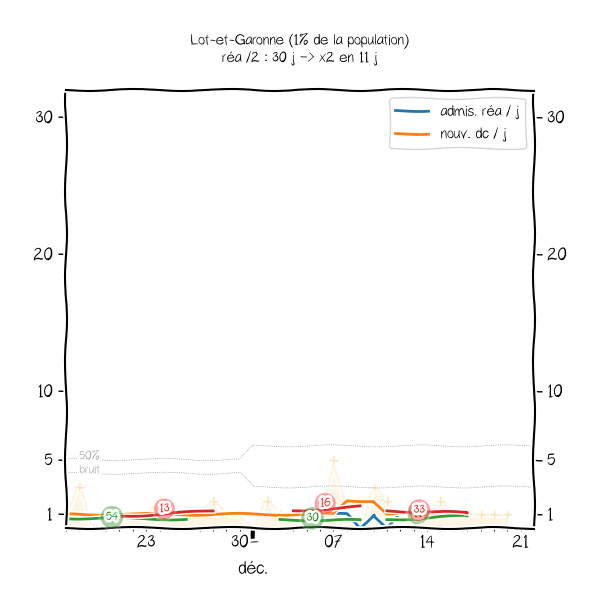 Lot-et-Garonne (1% de la population)
réa /2 : 30 j -> x2 en 11 j
admis. réa / j
nouv. dc / j
30 30
20 20
10 10
5 5
50%
bruit
1 1
54 13 30 16 33
23 30 07 14 21
déc.